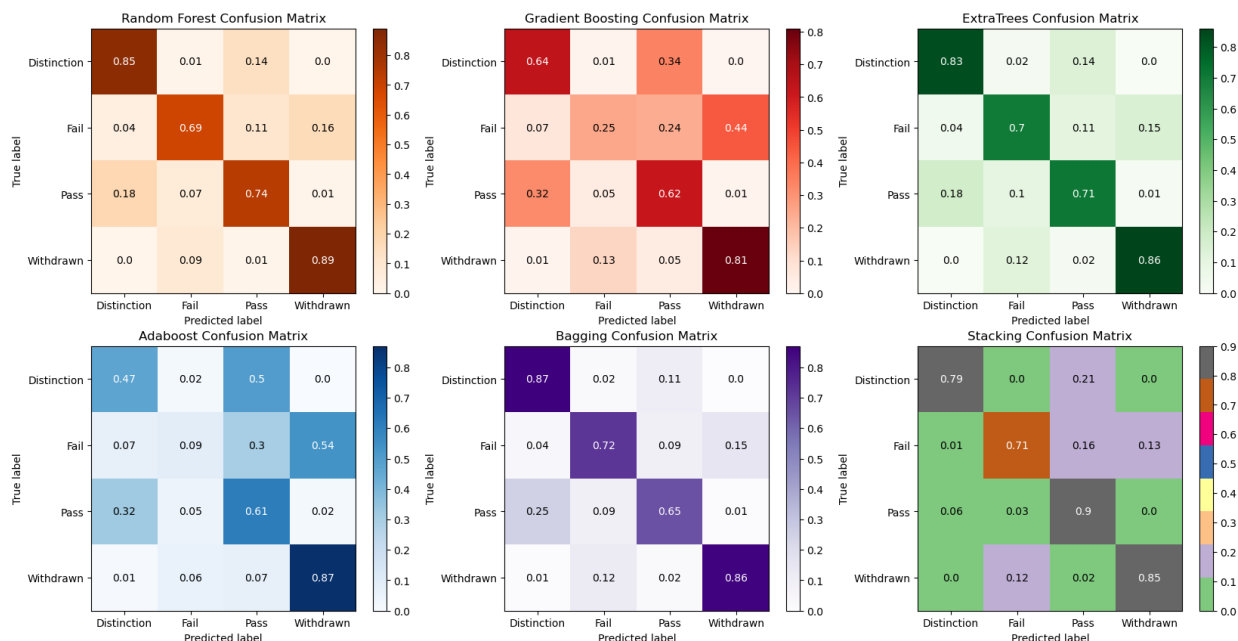 Random Forest Confusion Matrix
True label
Distinction 0.85 0.01 0.14 0.0
Fail 0.04 0.69 0.11 0.16
Pass 0.18 0.07 0.74 0.01
Withdrawn 0.0 0.09 0.01 0.89
Distinction Fail Pass Withdrawn
Predicted label
0.8
0.7
0.6
0.5
0.4
0.3
0.2
0.1
0.0
Gradient Boosting Confusion Matrix
True label
Distinction 0.64 0.01 0.34 0.0
Fail 0.07 0.25 0.24 0.44
Pass 0.32 0.05 0.62 0.01
Withdrawn 0.01 0.13 0.05 0.81
Distinction Fail Pass Withdrawn
Predicted label
0.8
0.7
0.6
0.5
0.4
0.3
0.2
0.1
0.0
ExtraTrees Confusion Matrix
True label
Distinction 0.83 0.02 0.14 0.0
Fail 0.04 0.7 0.11 0.15
Pass 0.18 0.1 0.71 0.01
Withdrawn 0.0 0.12 0.02 0.86
Distinction Fail Pass Withdrawn
Predicted label
0.8
0.7
0.6
0.5
0.4
0.3
0.2
0.1
0.0
Adaboost Confusion Matrix
True label
Distinction 0.47 0.02 0.5 0.0
Fail 0.07 0.09 0.3 0.54
Pass 0.32 0.05 0.61 0.02
Withdrawn 0.01 0.06 0.07 0.87
Distinction Fail Pass Withdrawn
Predicted label
0.8
0.7
0.6
0.5
0.4
0.3
0.2
0.1
0.0
Bagging Confusion Matrix
True label
Distinction 0.87 0.02 0.11 0.0
Fail 0.04 0.72 0.09 0.15
Pass 0.25 0.09 0.65 0.01
Withdrawn 0.01 0.12 0.02 0.86
Distinction Fail Pass Withdrawn
Predicted label
0.8
0.7
0.6
0.5
0.4
0.3
0.2
0.1
0.0
Stacking Confusion Matrix
True label
Distinction 0.79 0.0 0.21 0.0
Fail 0.01 0.71 0.16 0.13
Pass 0.06 0.03 0.9 0.0
Withdrawn 0.0 0.12 0.02 0.85
Distinction Fail Pass Withdrawn
Predicted label
0.9
0.8
0.7
0.6
0.5
0.4
0.3
0.2
0.1
0.0